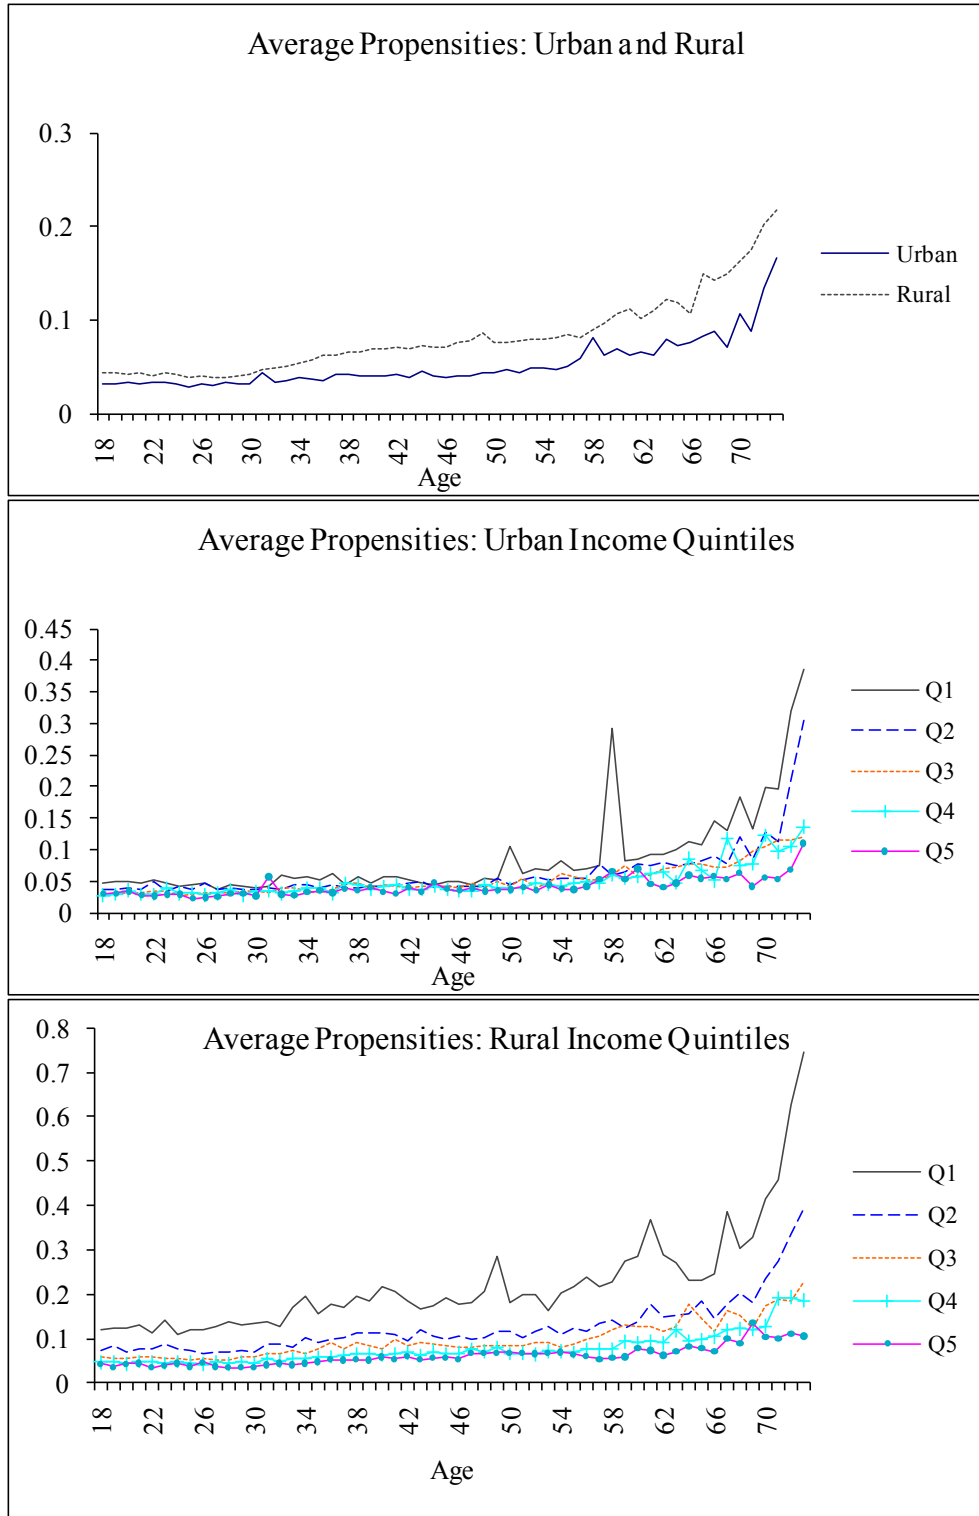 Average Propensities: Urban and Rural
0.3
0.2
0.1
0
18 22 26 30 34 38 42 46 50 54 58 62 66 70
Age
Urban
Rural
Average Propensities: Urban Income Quintiles
0.45
0.4
0.35
0.3
0.25
0.2
0.15
0.1
0.05
0
18 22 26 30 34 38 42 46 50 54 58 62 66 70
Age
Q1
Q2
Q3
Q4
Q5
Average Propensities: Rural Income Quintiles
0.8
0.7
0.6
0.5
0.4
0.3
0.2
0.1
0
18 22 26 30 34 38 42 46 50 54 58 62 66 70
Age
Q1
Q2
Q3
Q4
Q5